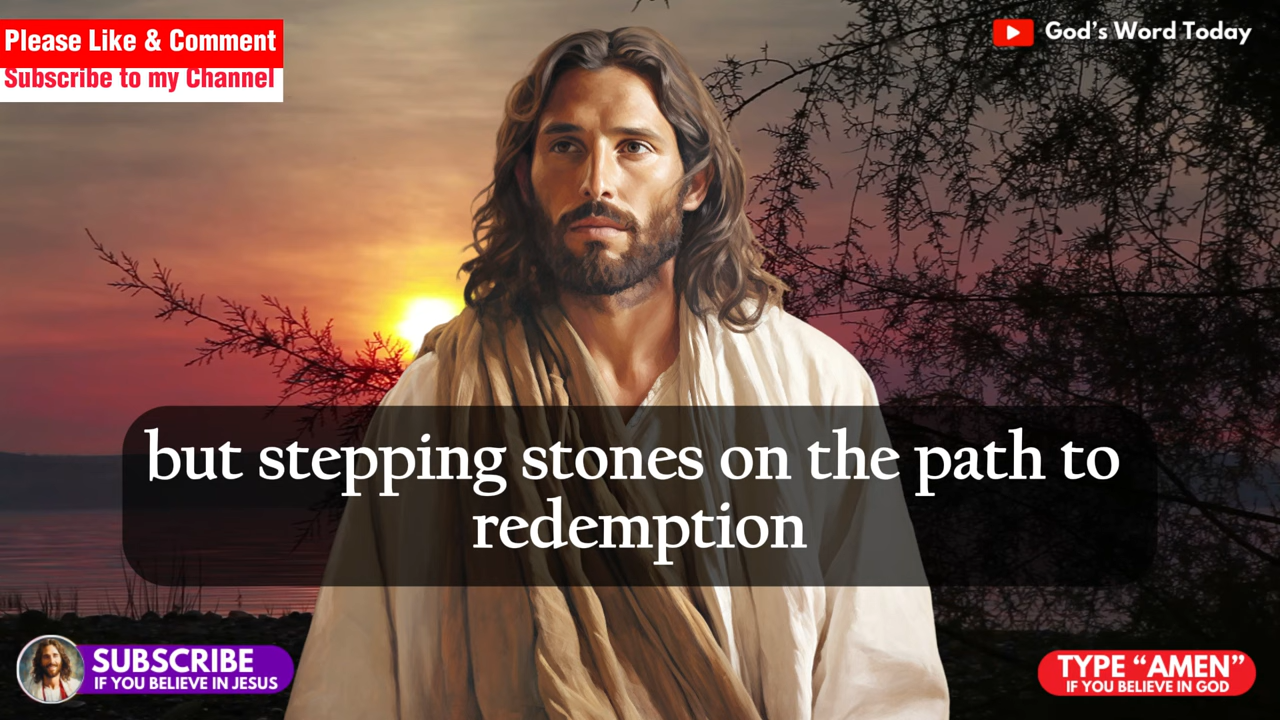 Please Like & Comment
Subscribe to my Channel
God's Word Today
but stepping stones on the path to
redemption
SUBSCRIBE
IF YOU BELIEVE IN JESUS
TYPE “AMEN”
IF YOU BELIEVE IN GOD